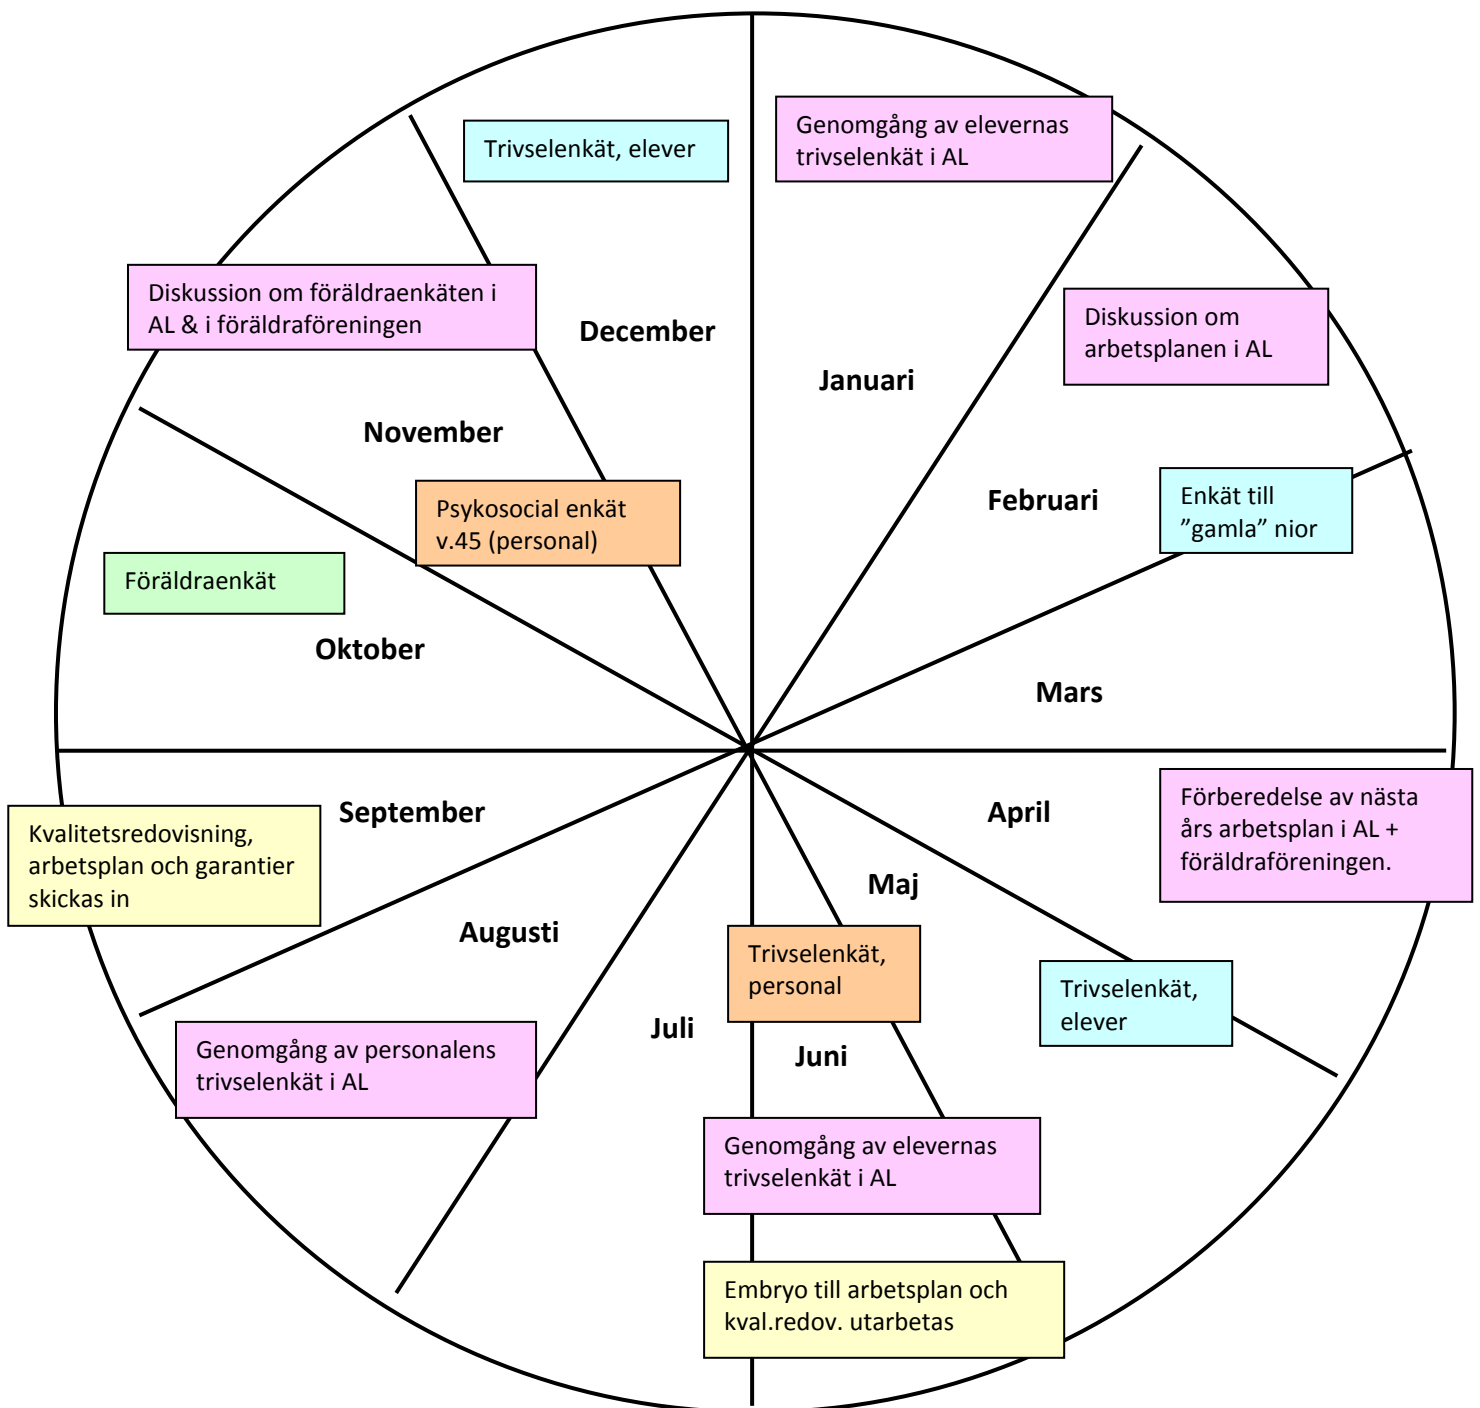 Genomgång av elevernas
trivselenkät i AL
Trivselenkät, elever
Diskussion om föräldraenkäten i
AL & i föräldraföreningen
Diskussion om
arbetsplanen i AL
December
Januari
November
Februari
Enkät till
”gamla” nior
Psykosocial enkät
v.45 (personal)
Föräldraenkät
Oktober
Mars
September
April
Förberedelse av nästa
års arbetsplan i AL +
föräldraföreningen.
Kvalitetsredovisning,
arbetsplan och garantier
skickas in
Maj
Augusti
Trivselenkät,
personal
Trivselenkät,
elever
Juli
Juni
Genomgång av personalens
trivselenkät i AL
Genomgång av elevernas
trivselenkät i AL
Embryo till arbetsplan och
kval.redov. utarbetas